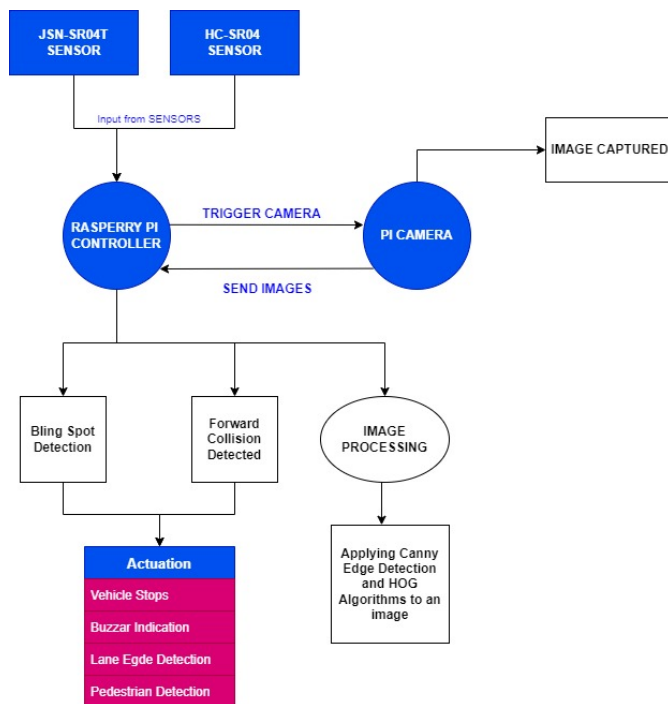 JSN-SR04T
SENSOR
HC-SR04
SENSOR
Input from SENSORS
IMAGE CAPTURED
RASPERRY PI
CONTROLLER
TRIGGER CAMERA
PI CAMERA
SEND IMAGES
Bling Spot
Detection
Forward
Collision
Detected
IMAGE
PROCESSING
Actuation
Vehicle Stops
Buzzar Indication
Lane Egde Detection
Pedestrian Detection
Applying Canny
Edge Detection
and HOG
Algorithms to an
image